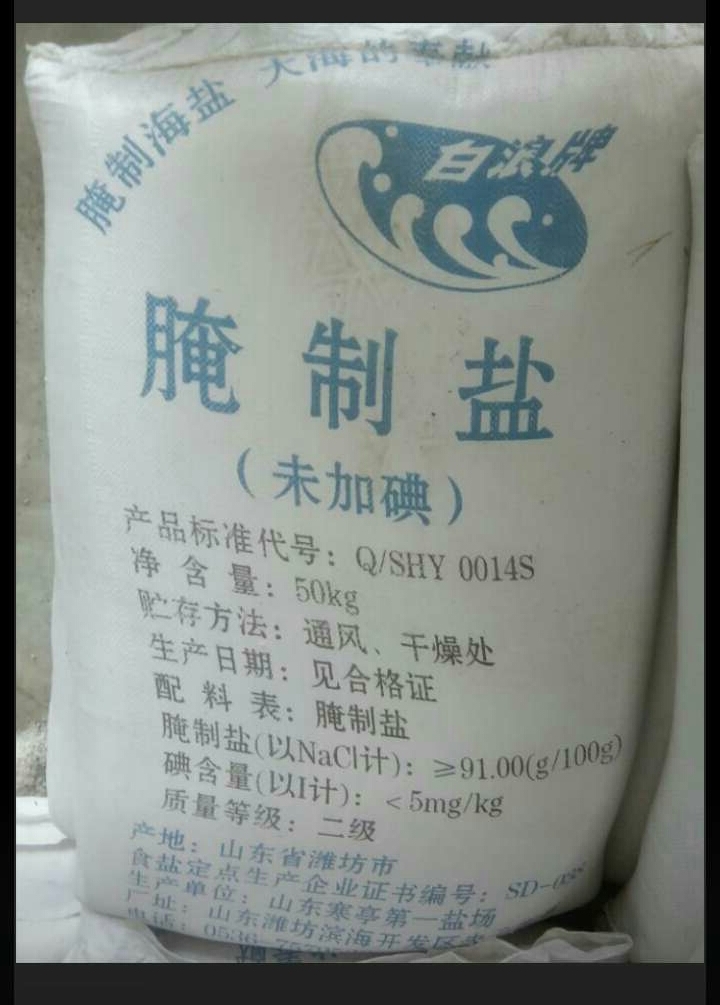 大海的奉献
腌制海盐
白浪牌
腌制盐
(未加碘)
产品标准代号：Q/SHY 0014S
净含量：50kg
贮存方法：通风、干燥处
生产日期：见合格证
配料表：腌制盐
腌制盐(以NaCl计)：≥91.00(g/100g)
碘含量(以I计)：＜5mg/kg
质量等级：二级
产地：山东省潍坊市
食盐定点生产企业证书编号：SD-
生产单位：山东寒亭第一盐场
厂址：山东潍坊滨海开发区
电话：0536-